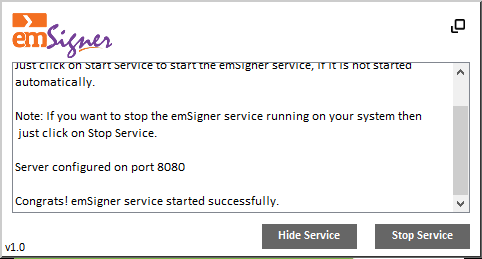 emSigner
Just click on Start Service to start the emSigner service, if it is not started
automatically.
Note: If you want to stop the emSigner service running on your system then
just click on Stop Service.
Server configured on port 8080
Congrats! emSigner service started successfully.
Hide Service Stop Service
v1.0